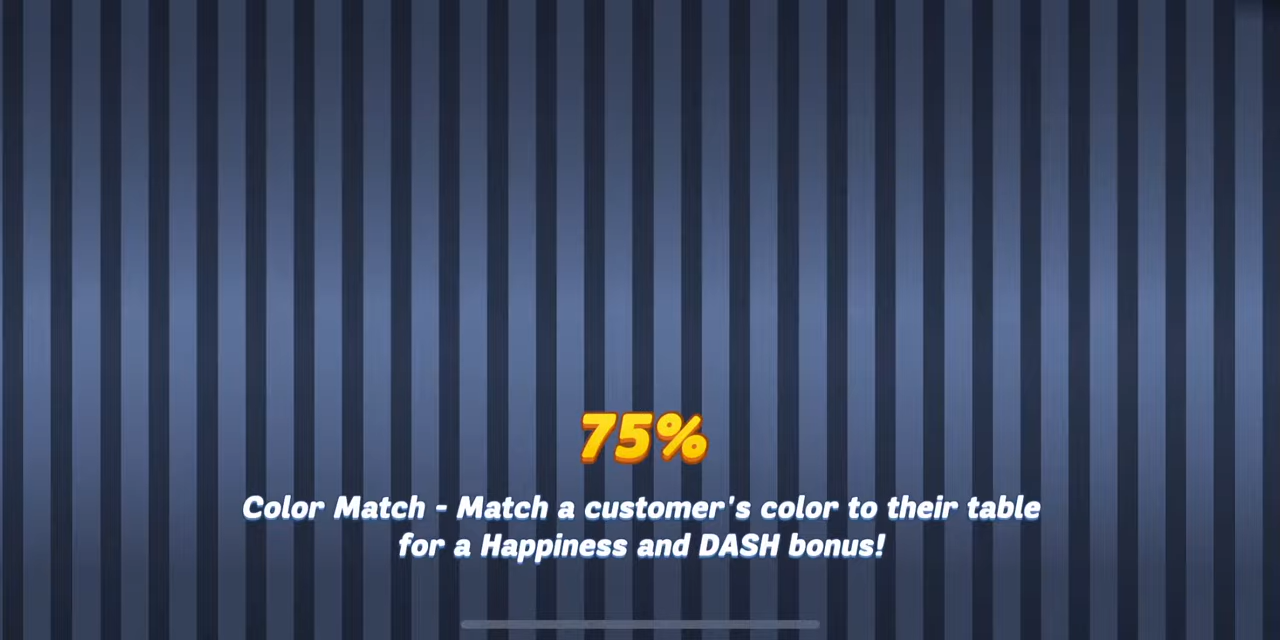 75%
Color Match - Match a customer's color to their table
for a Happiness and DASH bonus!